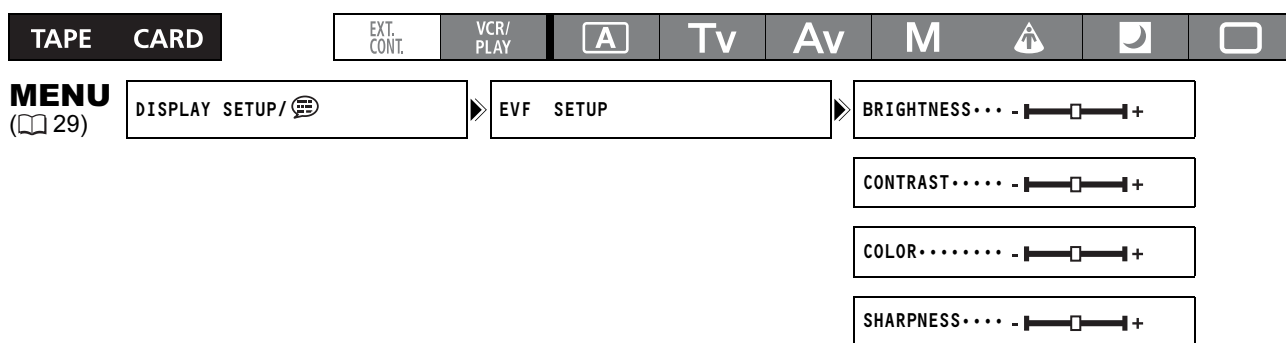 TAPE CARD EXT. CONT. VCR/ PLAY A Tv Av M
MENU DISPLAY SETUP/ EVF SETUP BRIGHTNESS··· - +
(29)
CONTRAST····· - +
COLOR········ - +
SHARPNESS···· - +